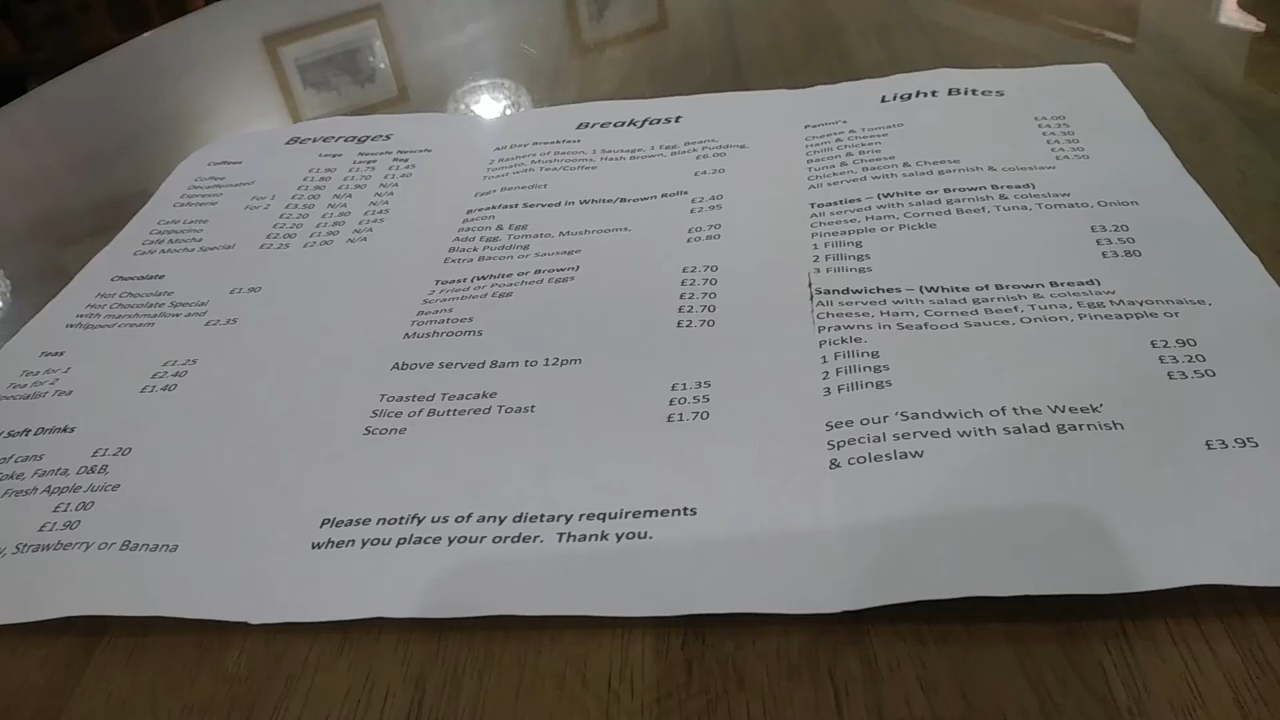 Beverages
Coffees
Large Nescafe Nescafe
Large Reg
Coffee £1.90 £1.75 £1.45
Decaffeinated £1.80 £1.70 £1.40
Espresso £1.90 £1.90 N/A
Cafeterie For 1 £2.00 N/A N/A
For 2 £3.50 N/A N/A
Café Latte £2.20 £1.80 £145
Cappucino £2.20 £1.80 £145
Café Mocha £2.00 £1.90 N/A
Café Mocha Special £2.25 £2.00 N/A
Chocolate
Hot Chocolate £1.90
Hot Chocolate Special
with marshmallow and
whipped cream £2.35
Teas
Tea for 1 £1.25
Tea for 2 £2.40
Tea £1.40
Soft Drinks
of cans £1.20
Fanta, D&B,
Fresh Apple Juice
£1.00
£1.90
Strawberry or Banana
Breakfast
All Day Breakfast
2 Rashers of Bacon, 1 Sausage, 1 Egg, Beans,
Tomato, Mushrooms, Hash Brown, Black Pudding,
Toast with Tea/Coffee £6.00
Eggs Benedict £4.20
Breakfast Served in White/Brown Rolls
Bacon £2.40
Bacon & Egg £2.95
Add Egg, Tomato, Mushrooms,
Black Pudding £0.70
Extra Bacon or Sausage £0.80
Toast (White or Brown)
2 Fried or Poached Eggs £2.70
Scrambled Egg £2.70
Beans £2.70
Tomatoes £2.70
Mushrooms £2.70
Above served 8am to 12pm
Toasted Teacake £1.35
Slice of Buttered Toast £0.55
Scone £1.70
Please notify us of any dietary requirements
when you place your order. Thank you.
Light Bites
Panini's
Cheese & Tomato £4.00
Ham & Cheese £4.25
Chilli Chicken £4.30
Bacon & Brie £4.30
Tuna & Cheese £4.30
Chicken, Bacon & Cheese £4.50
All served with salad garnish & coleslaw
Toasties – (White or Brown Bread)
All served with salad garnish & coleslaw
Cheese, Ham, Corned Beef, Tuna, Tomato, Onion
Pineapple or Pickle
1 Filling £3.20
2 Fillings £3.50
3 Fillings £3.80
Sandwiches – (White of Brown Bread)
All served with salad garnish & coleslaw
Cheese, Ham, Corned Beef, Tuna, Egg Mayonnaise,
Prawns in Seafood Sauce, Onion, Pineapple or
Pickle.
1 Filling £2.90
2 Fillings £3.20
3 Fillings £3.50
See our 'Sandwich of the Week'
Special served with salad garnish
& coleslaw £3.95